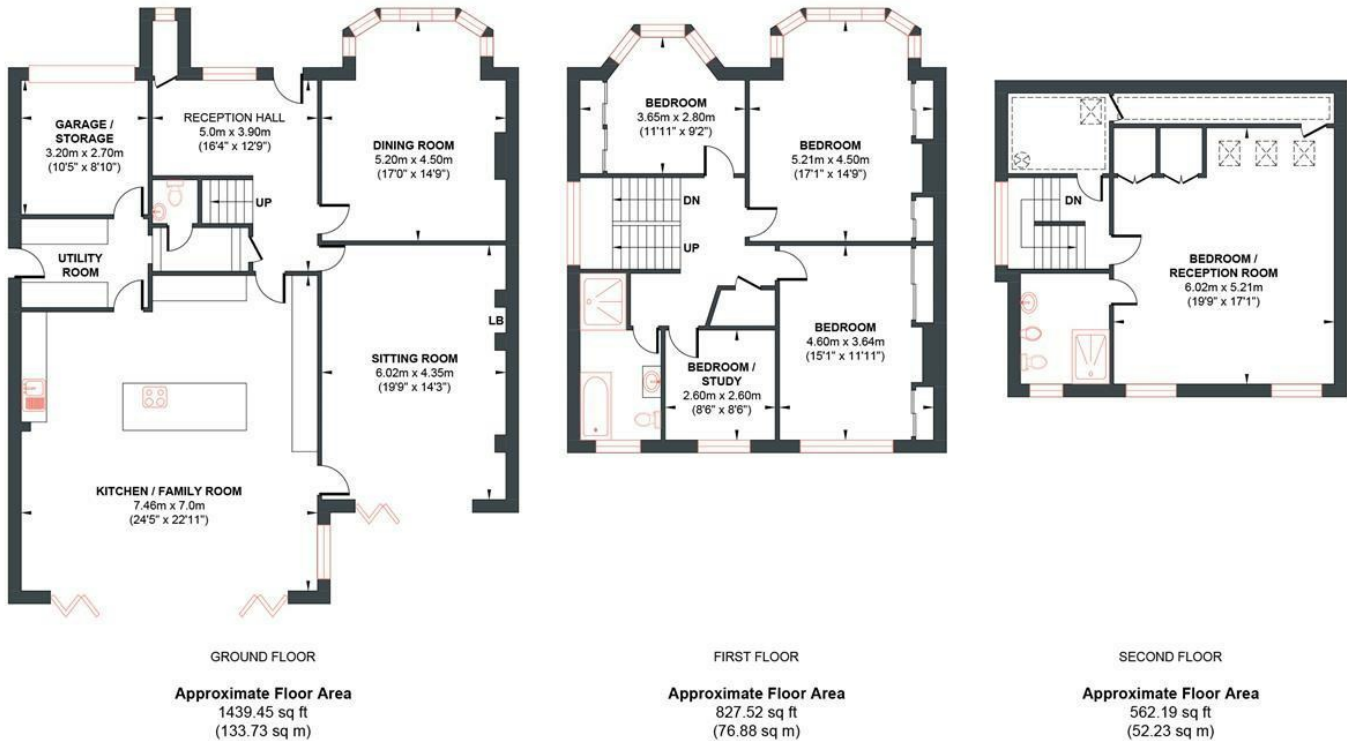 GARAGE /
STORAGE
3.20m x 2.70m
(10'5" x 8'10")
RECEPTION HALL
5.0m x 3.90m
(16'4" x 12'9")
DINING ROOM
5.20m x 4.50m
(17'0" x 14'9")
UP
UTILITY
ROOM
LB
SITTING ROOM
6.02m x 4.35m
(19'9" x 14'3")
KITCHEN / FAMILY ROOM
7.46m x 7.0m
(24'5" x 22'11")
GROUND FLOOR
Approximate Floor Area
1439.45 sq ft
(133.73 sq m)
BEDROOM
3.65m x 2.80m
(11'11" x 9'2")
BEDROOM
5.21m x 4.50m
(17'1" x 14'9")
DN
UP
BEDROOM
4.60m x 3.64m
(15'1" x 11'11")
BEDROOM /
STUDY
2.60m x 2.60m
(8'6" x 8'6")
FIRST FLOOR
Approximate Floor Area
827.52 sq ft
(76.88 sq m)
DN
BEDROOM /
RECEPTION ROOM
6.02m x 5.21m
(19'9" x 17'1")
SECOND FLOOR
Approximate Floor Area
562.19 sq ft
(52.23 sq m)